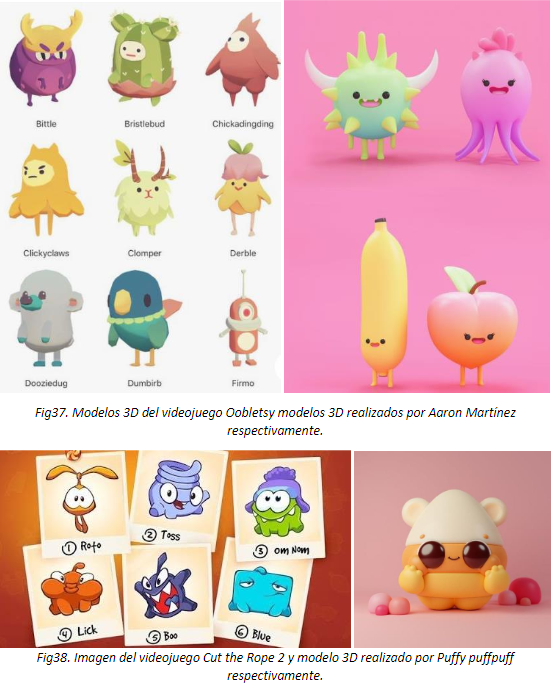 Bittle
Bristlebud
Chickadingding
Clickyclaws
Clomper
Derble
Dooziedug
Dumbirb
Firmo
Fig37. Modelos 3D del videojuego Oobletsy modelos 3D realizados por Aaron Martínez
respectivamente.
1 Roto
2 Toss
3 om Nom
4 Lick
5 Boo
6 Blue
Fig38. Imagen del videojuego Cut the Rope 2 y modelo 3D realizado por Puffy puffpuff
respectivamente.